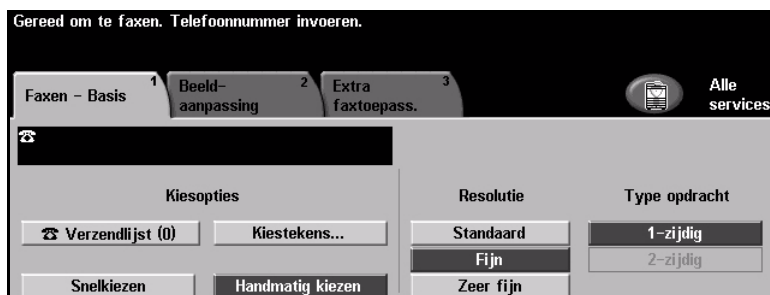 Gereed om te faxen. Telefoonnummer invoeren.
Faxen - Basis 1
Beeld-
aanpassing 2
Extra
faxtoepass. 3
Alle
services
Kiesopties
Resolutie
Type opdracht
☎ Verzendlijst (0)
Kiestekens...
Standaard
1-zijdig
Fijn
2-zijdig
Snelkiezen
Handmatig kiezen
Zeer fijn